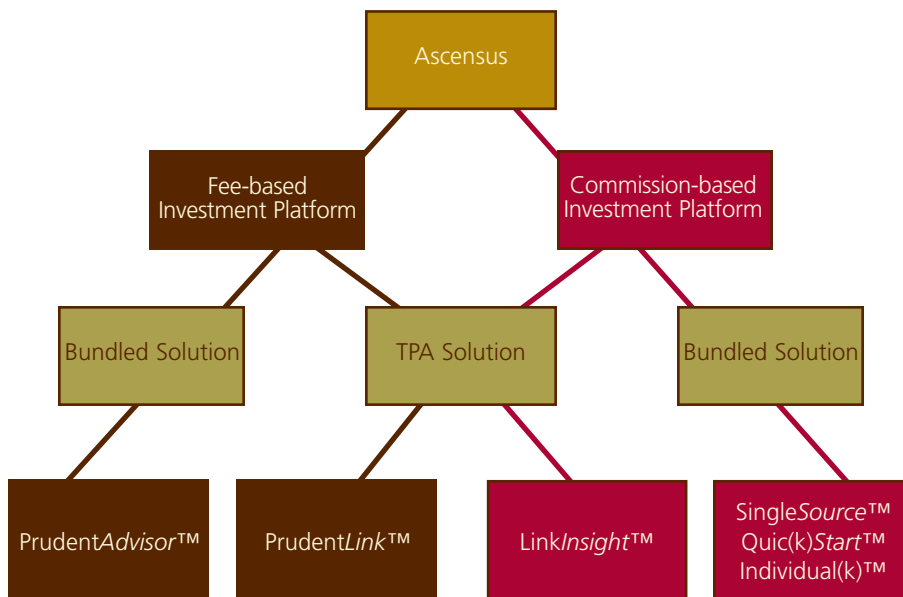 Ascensus
Fee-based
Investment Platform
Commission-based
Investment Platform
Bundled Solution
TPA Solution
Bundled Solution
PrudentAdvisor™
PrudentLink™
LinkInsight™
SingleSource™
Quic(k)Start™
Individual(k)™